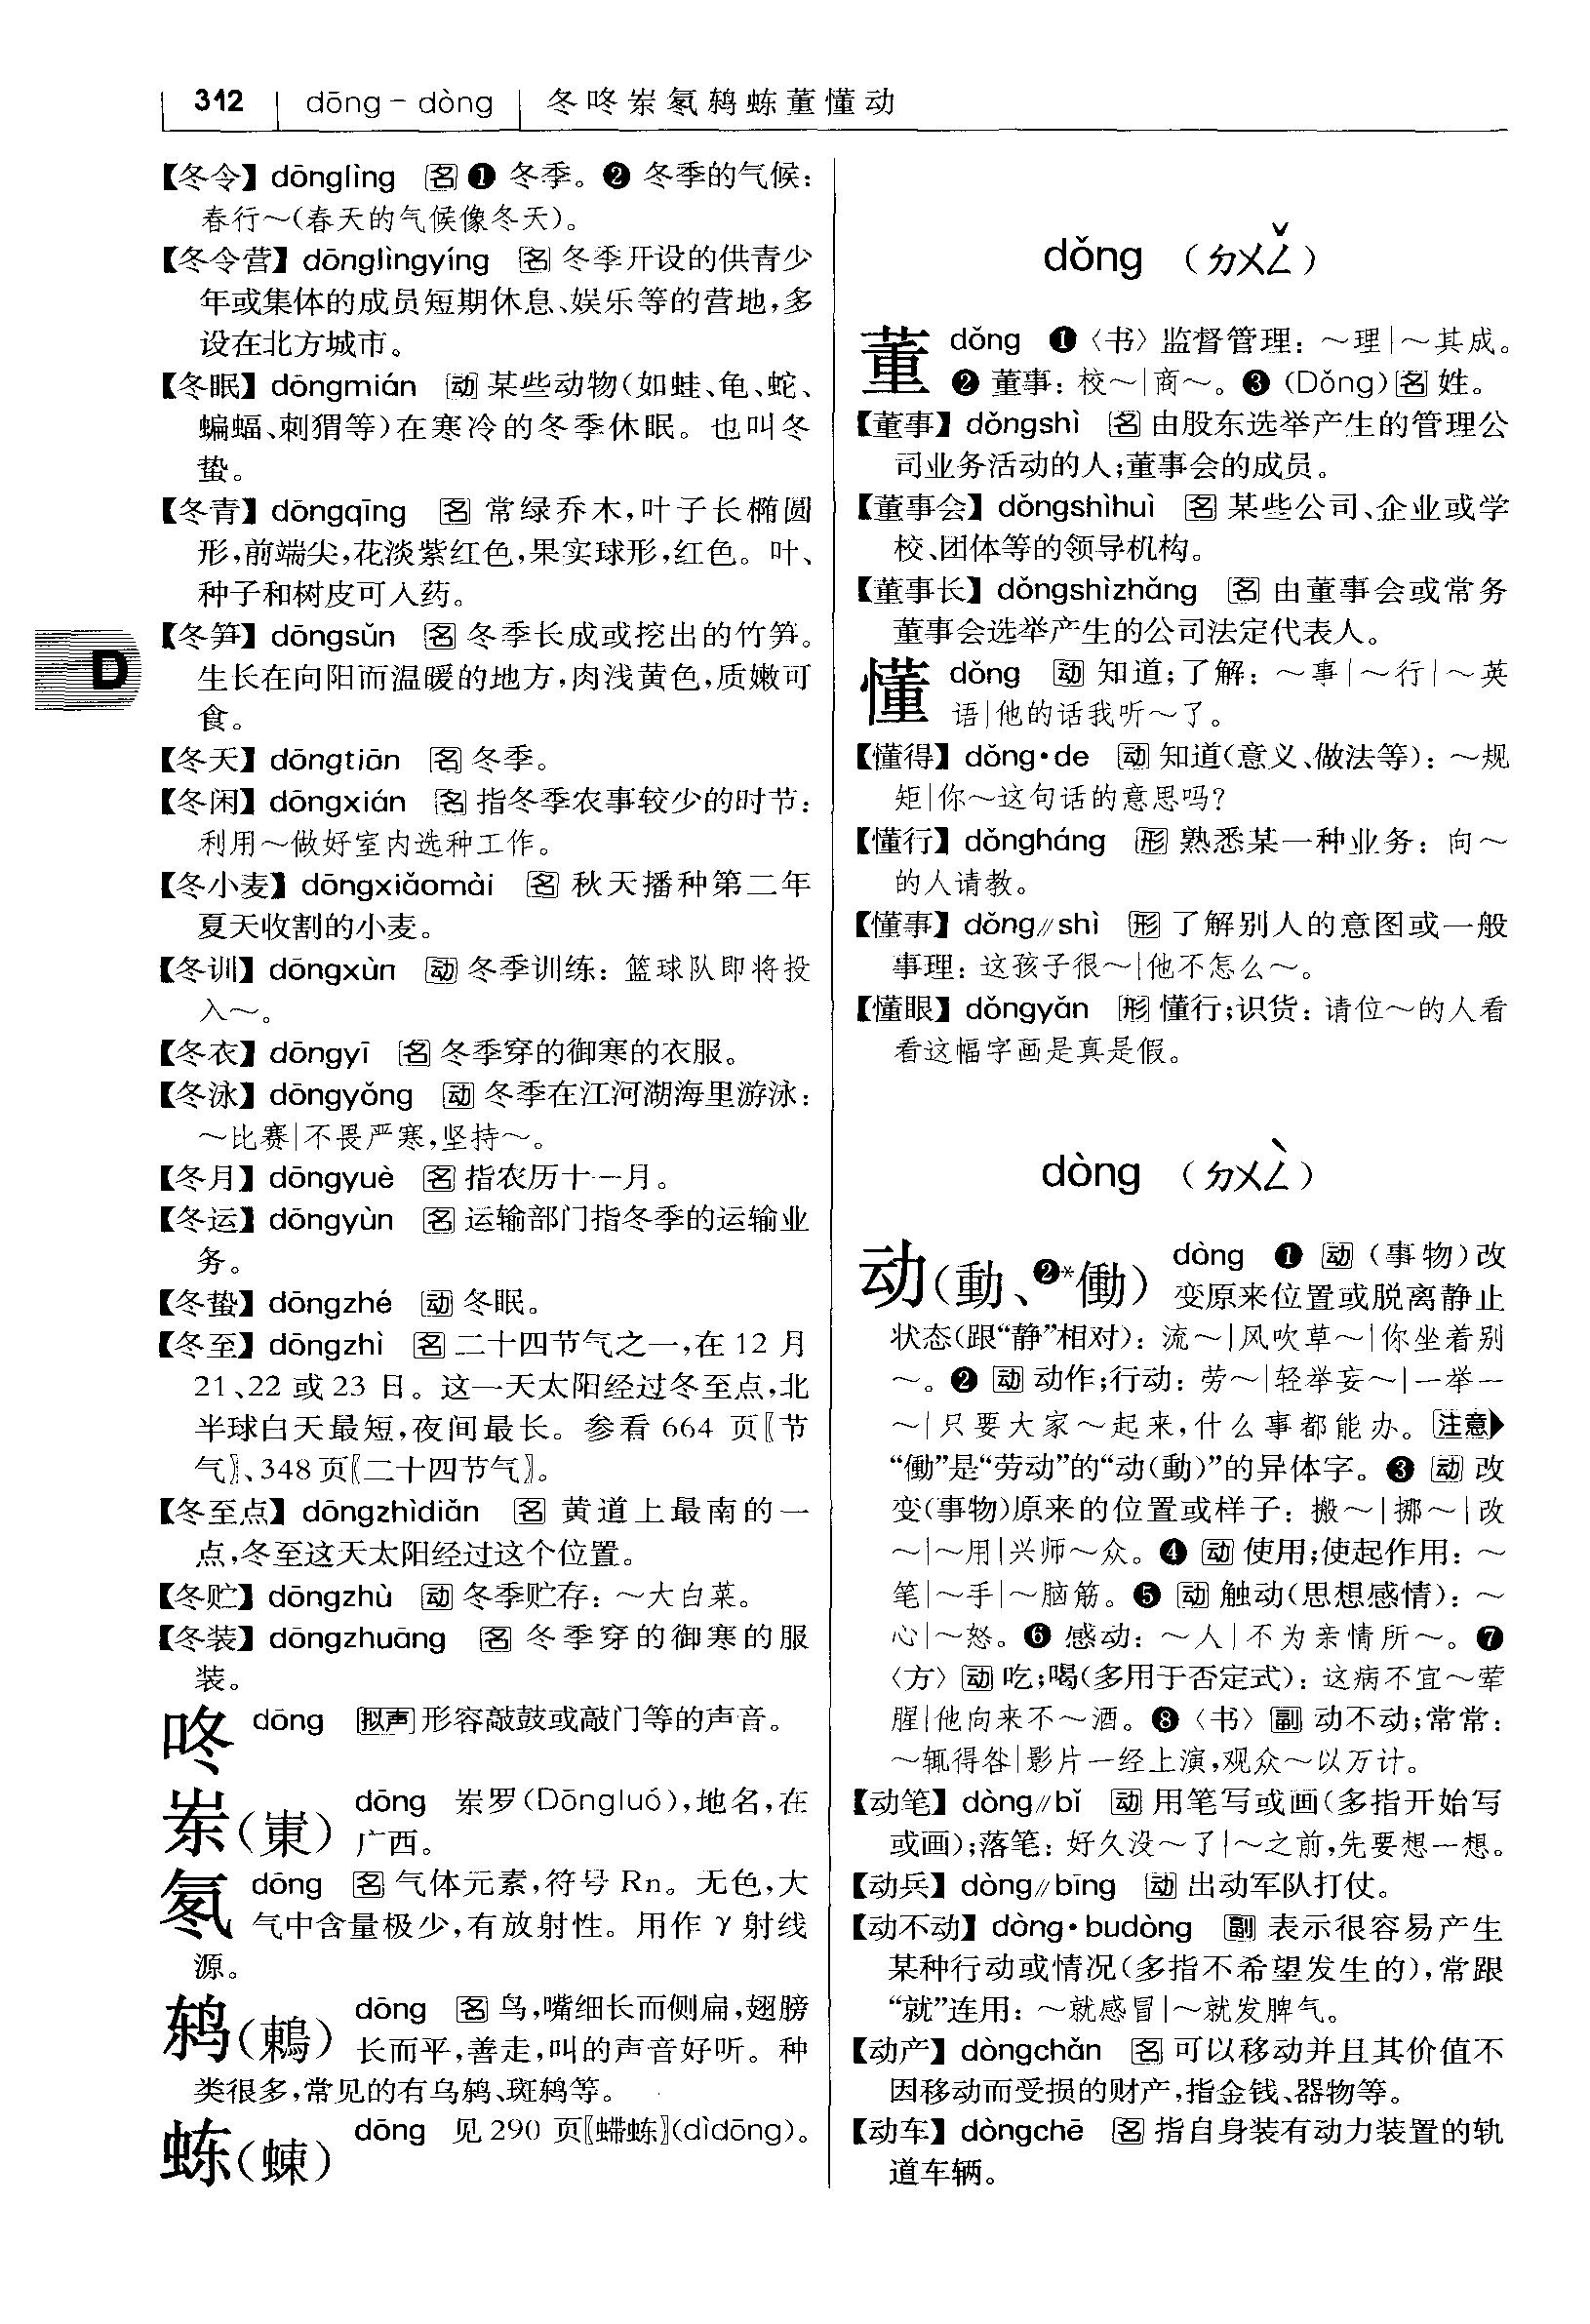 312 dōng－dòng 冬咚岽氡鸫蝀董懂动
【冬令】dōnglìng 名❶ 冬季。❷ 冬季的气候：
春行～(春天的气候像冬天)。
【冬令营】dōnglìngyíng 名 冬季开设的供青少
年或集体的成员短期休息、娱乐等的营地，多
设在北方城市。
【冬眠】dōngmián 动 某些动物(如蛙、龟、蛇、
蝙蝠、刺猬等)在寒冷的冬季休眠。也叫冬
蛰。
【冬青】dōngqīng 名 常绿乔木，叶子长椭圆
形，前端尖，花淡紫红色，果实球形，红色。叶、
种子和树皮可入药。
【冬笋】dōngsǔn 名 冬季长成或挖出的竹笋。
生长在向阳而温暖的地方，肉浅黄色，质嫩可
食。
【冬天】dōngtiān 名 冬季。
【冬闲】dōngxián 名 指冬季农事较少的时节：
利用～做好室内选种工作。
【冬小麦】dōngxiǎomài 名 秋天播种第二年
夏天收割的小麦。
【冬训】dōngxùn 动 冬季训练：篮球队即将投
入～。
【冬衣】dōngyī 名 冬季穿的御寒的衣服。
【冬泳】dōngyǒng 动 冬季在江河湖海里游泳：
～比赛|不畏严寒，坚持～。
【冬月】dōngyuè 名 指农历十一月。
【冬运】dōngyùn 名 运输部门指冬季的运输业
务。
【冬蛰】dōngzhé 动 冬眠。
【冬至】dōngzhì 名 二十四节气之一，在 12 月
21、22 或 23 日。这一天太阳经过冬至点，北
半球白天最短，夜间最长。参看 664 页〖节
气〗、348 页〖二十四节气〗。
【冬至点】dōngzhìdiǎn 名 黄道上最南的一
点，冬至这天太阳经过这个位置。
【冬贮】dōngzhù 动 冬季贮存：～大白菜。
【冬装】dōngzhuāng 名 冬季穿的御寒的服
装。
咚 dōng 拟声 形容敲鼓或敲门等的声音。
岽(崬) dōng 岽罗(Dōngluó)，地名，在
广西。
氡 dōng 名 气体元素，符号 Rn。无色，大
气中含量极少，有放射性。用作 γ 射线
源。
鸫(鶇) dōng 名 鸟，嘴细长而侧扁，翅膀
长而平，善走，叫的声音好听。种
类很多，常见的有乌鸫、斑鸫等。
𬟽(蝀) dōng 见 290 页〖䗖𬟽〗(dìdōng)。
D
dǒng （ㄉㄨㄥˇ）
董 dǒng ❶〈书〉监督管理：～理|～其成。
❷ 董事：校～|商～。❸ (Dǒng)名 姓。
【董事】dǒngshì 名 由股东选举产生的管理公
司业务活动的人；董事会的成员。
【董事会】dǒngshìhuì 名 某些公司、企业或学
校、团体等的领导机构。
【董事长】dǒngshìzhǎng 名 由董事会或常务
董事会选举产生的公司法定代表人。
懂 dǒng 动 知道；了解：～事|～行|～英
语|他的话我听～了。
【懂得】dǒng·de 动 知道(意义、做法等)：～规
矩|你～这句话的意思吗？
【懂行】dǒngháng 形 熟悉某一种业务：向～
的人请教。
【懂事】dǒng∥shì 形 了解别人的意图或一般
事理：这孩子很～|他不怎么～。
【懂眼】dǒngyǎn 形 懂行；识货：请位～的人看
看这幅字画是真是假。
dòng （ㄉㄨㄥˋ）
动(動、❷*働) dòng ❶ 动（事物)改
变原来位置或脱离静止
状态(跟“静”相对)：流～|风吹草～|你坐着别
～。❷ 动 动作；行动：劳～|轻举妄～|一举一
～|只要大家～起来，什么事都能办。注意▶
“働”是“劳动”的“动(動)”的异体字。❸ 动 改
变(事物)原来的位置或样子：搬～|挪～|改
～|～用|兴师～众。❹ 动 使用；使起作用：～
笔|～手|～脑筋。❺ 动 触动(思想感情)：～
心|～怒。❻ 感动：～人|不为亲情所～。❼
〈方〉动 吃；喝(多用于否定式)：这病不宜～荤
腥|他向来不～酒。❽〈书〉副 动不动；常常：
～辄得咎|影片一经上演，观众～以万计。
【动笔】dòng∥bǐ 动 用笔写或画(多指开始写
或画)；落笔：好久没～了|～之前，先要想一想。
【动兵】dòng∥bīng 动 出动军队打仗。
【动不动】dòng·budòng 副 表示很容易产生
某种行动或情况(多指不希望发生的)，常跟
“就”连用：～就感冒|～就发脾气。
【动产】dòngchǎn 名 可以移动并且其价值不
因移动而受损的财产，指金钱、器物等。
【动车】dòngchē 名 指自身装有动力装置的轨
道车辆。